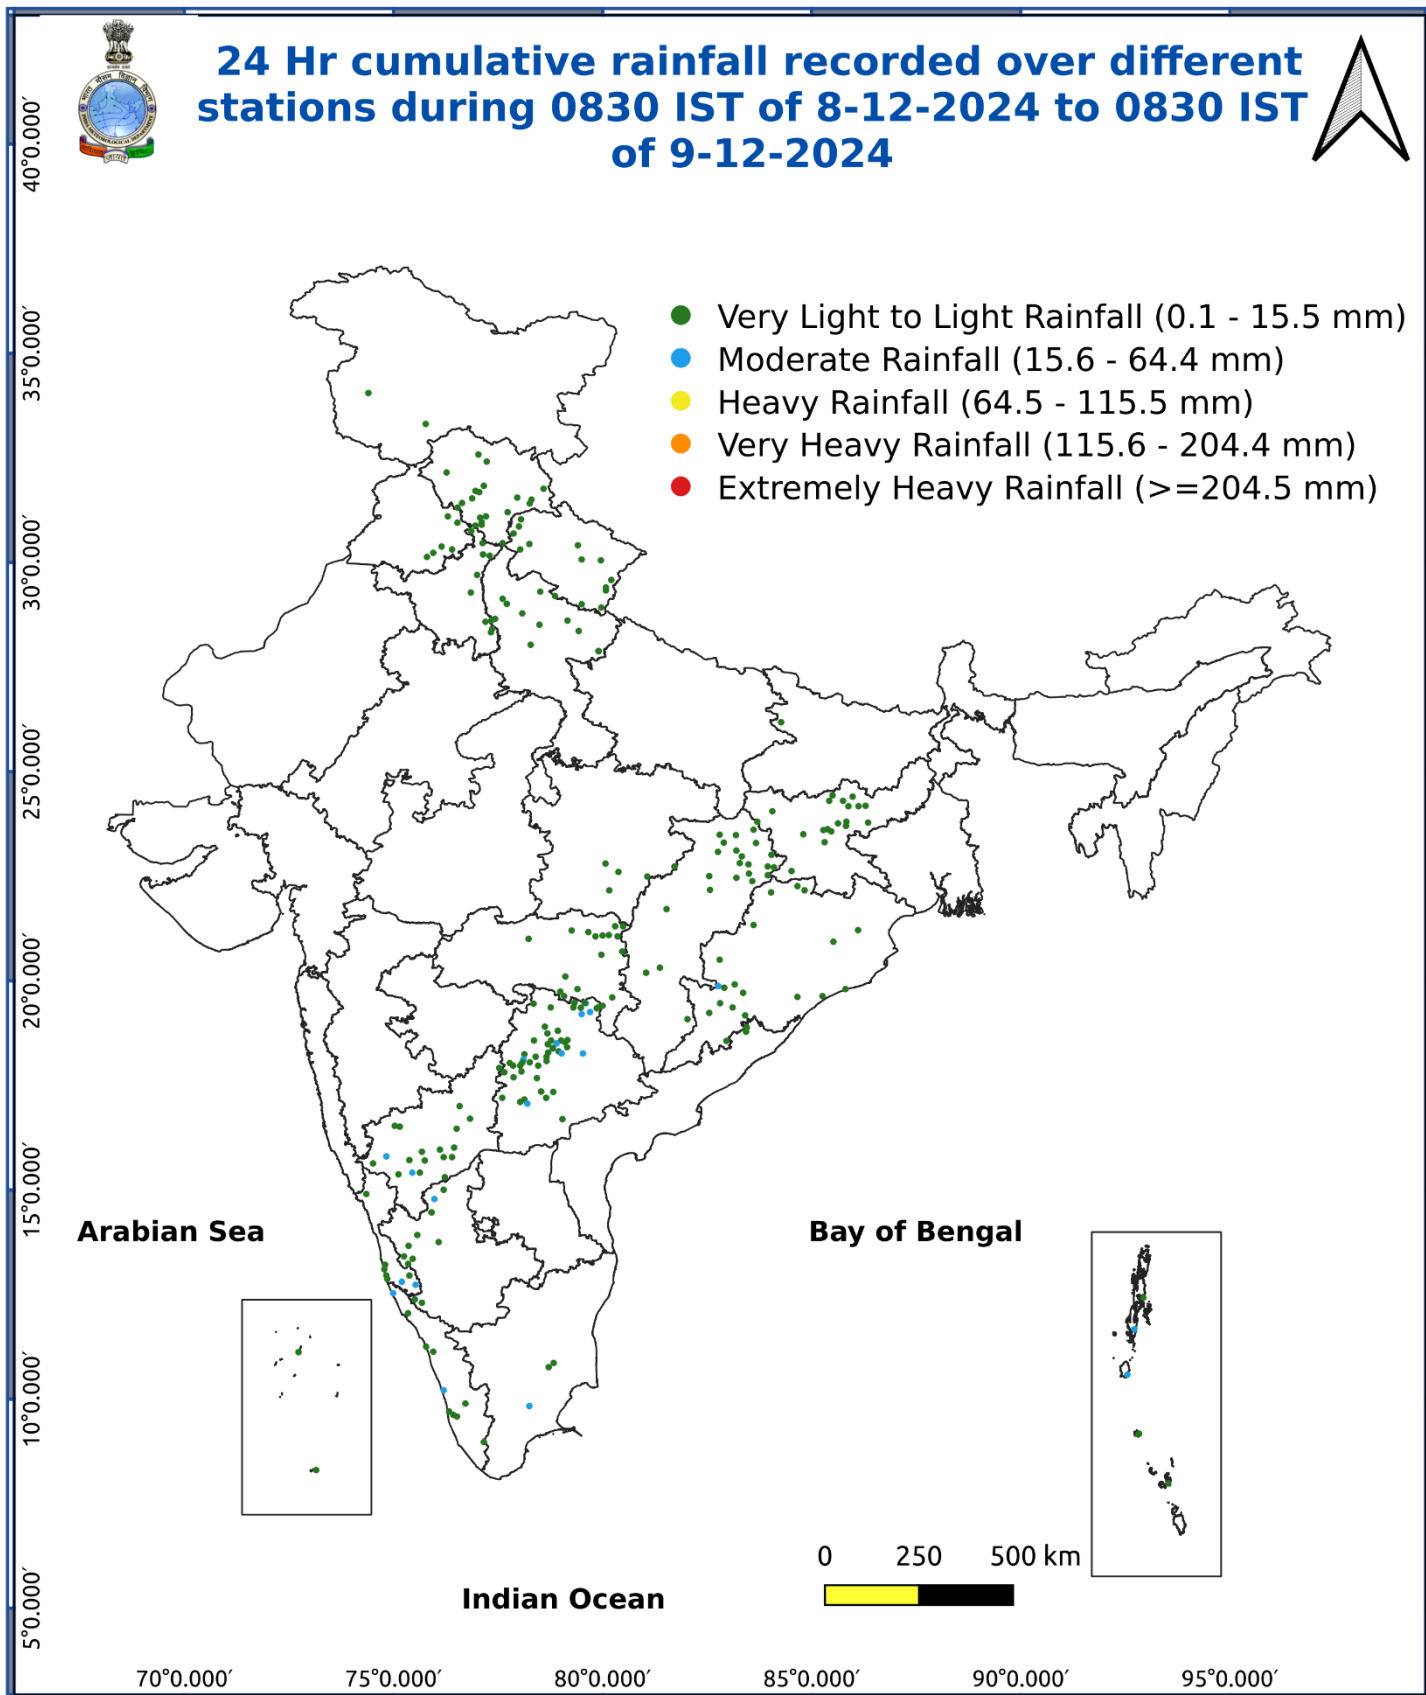 24 Hr cumulative rainfall recorded over different
stations during 0830 IST of 8-12-2024 to 0830 IST
of 9-12-2024
Very Light to Light Rainfall (0.1 - 15.5 mm)
Moderate Rainfall (15.6 - 64.4 mm)
Heavy Rainfall (64.5 - 115.5 mm)
Very Heavy Rainfall (115.6 - 204.4 mm)
Extremely Heavy Rainfall (>=204.5 mm)
40°0.000′
35°0.000′
30°0.000′
25°0.000′
20°0.000′
15°0.000′
10°0.000′
5°0.000′
Arabian Sea
Bay of Bengal
Indian Ocean
0 250 500 km
70°0.000′ 75°0.000′ 80°0.000′ 85°0.000′ 90°0.000′ 95°0.000′